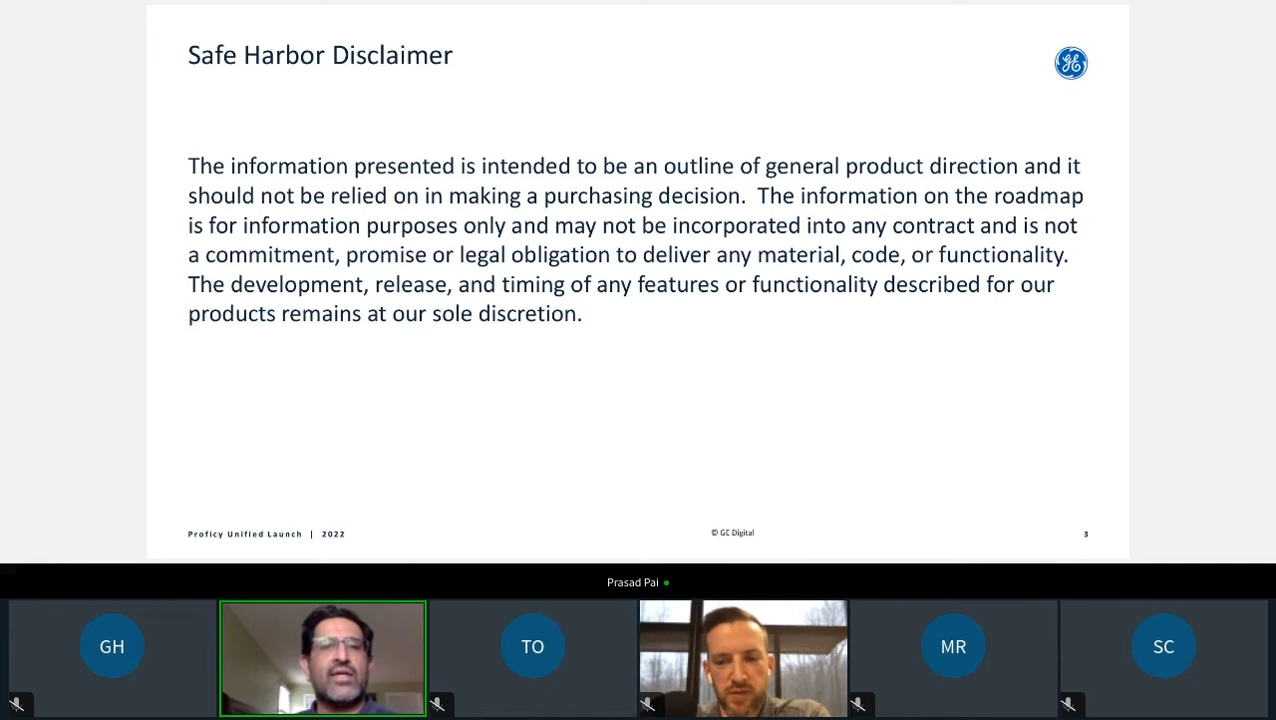 Safe Harbor Disclaimer
The information presented is intended to be an outline of general product direction and it
should not be relied on in making a purchasing decision.  The information on the roadmap
is for information purposes only and may not be incorporated into any contract and is not
a commitment, promise or legal obligation to deliver any material, code, or functionality.
The development, release, and timing of any features or functionality described for our
products remains at our sole discretion.
Proficy Unified Launch | 2022
© GE Digital
3
Prasad Pai
GH
TO
MR
SC